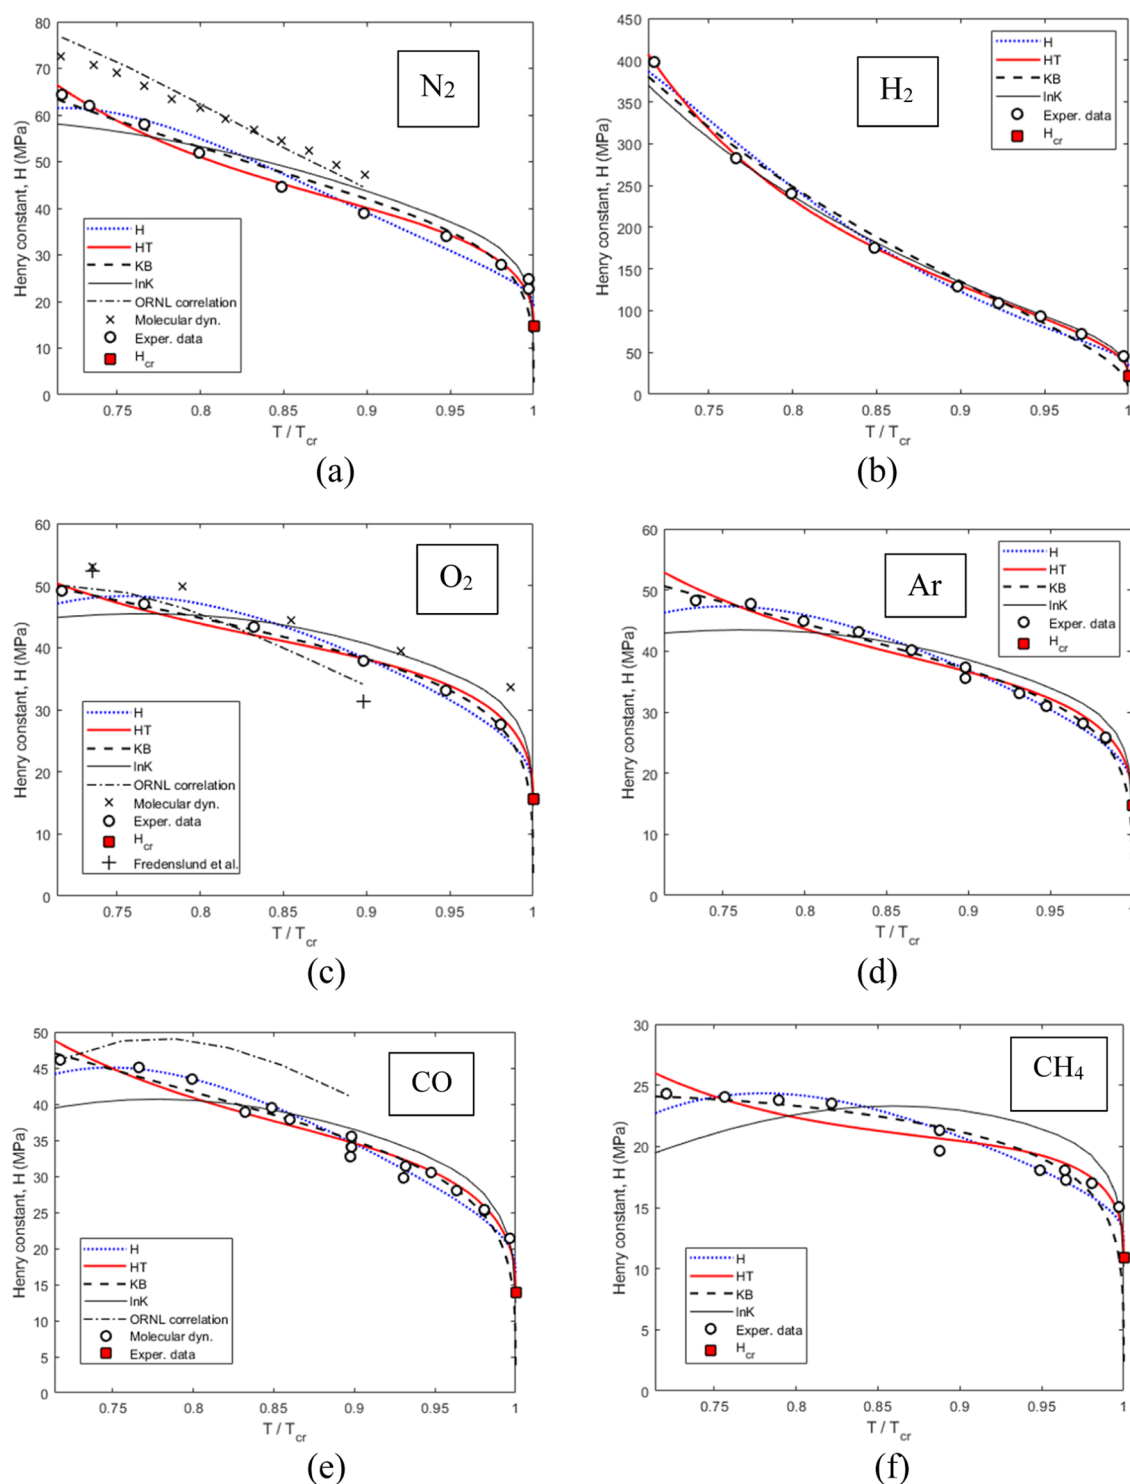 N2
Henry constant, H (MPa)
80
70
60
50
40
30
20
10
0
0.75
0.8
0.85
0.9
0.95
1
T / Tcr
H
HT
KB
lnK
ORNL correlation
Molecular dyn.
Exper. data
Hcr
(a)
H2
Henry constant, H (MPa)
450
400
350
300
250
200
150
100
50
0
0.75
0.8
0.85
0.9
0.95
1
T / Tcr
H
HT
KB
lnK
Exper. data
Hcr
(b)
O2
Henry constant, H (MPa)
60
50
40
30
20
10
0
0.75
0.8
0.85
0.9
0.95
1
T / Tcr
H
HT
KB
lnK
ORNL correlation
Molecular dyn.
Exper. data
Hcr
Fredenslund et al.
(c)
Ar
Henry constant, H (MPa)
60
50
40
30
20
10
0
0.75
0.8
0.85
0.9
0.95
1
T / Tcr
H
HT
KB
lnK
Exper. data
Hcr
(d)
CO
Henry constant, H (MPa)
50
45
40
35
30
25
20
15
10
5
0
0.75
0.8
0.85
0.9
0.95
1
T / Tcr
H
HT
KB
lnK
ORNL correlation
Molecular dyn.
Exper. data
(e)
CH4
Henry constant, H (MPa)
30
25
20
15
10
5
0
0.75
0.8
0.85
0.9
0.95
1
T / Tcr
H
HT
KB
lnK
Exper. data
Hcr
(f)